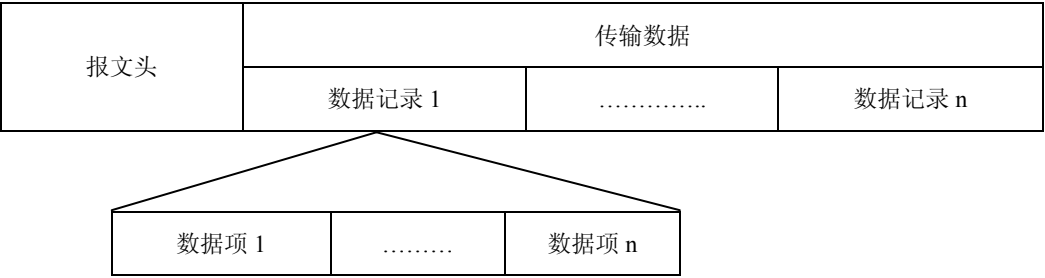 传输数据
报文头
数据记录 1
…………..
数据记录 n
数据项 1
………
数据项 n